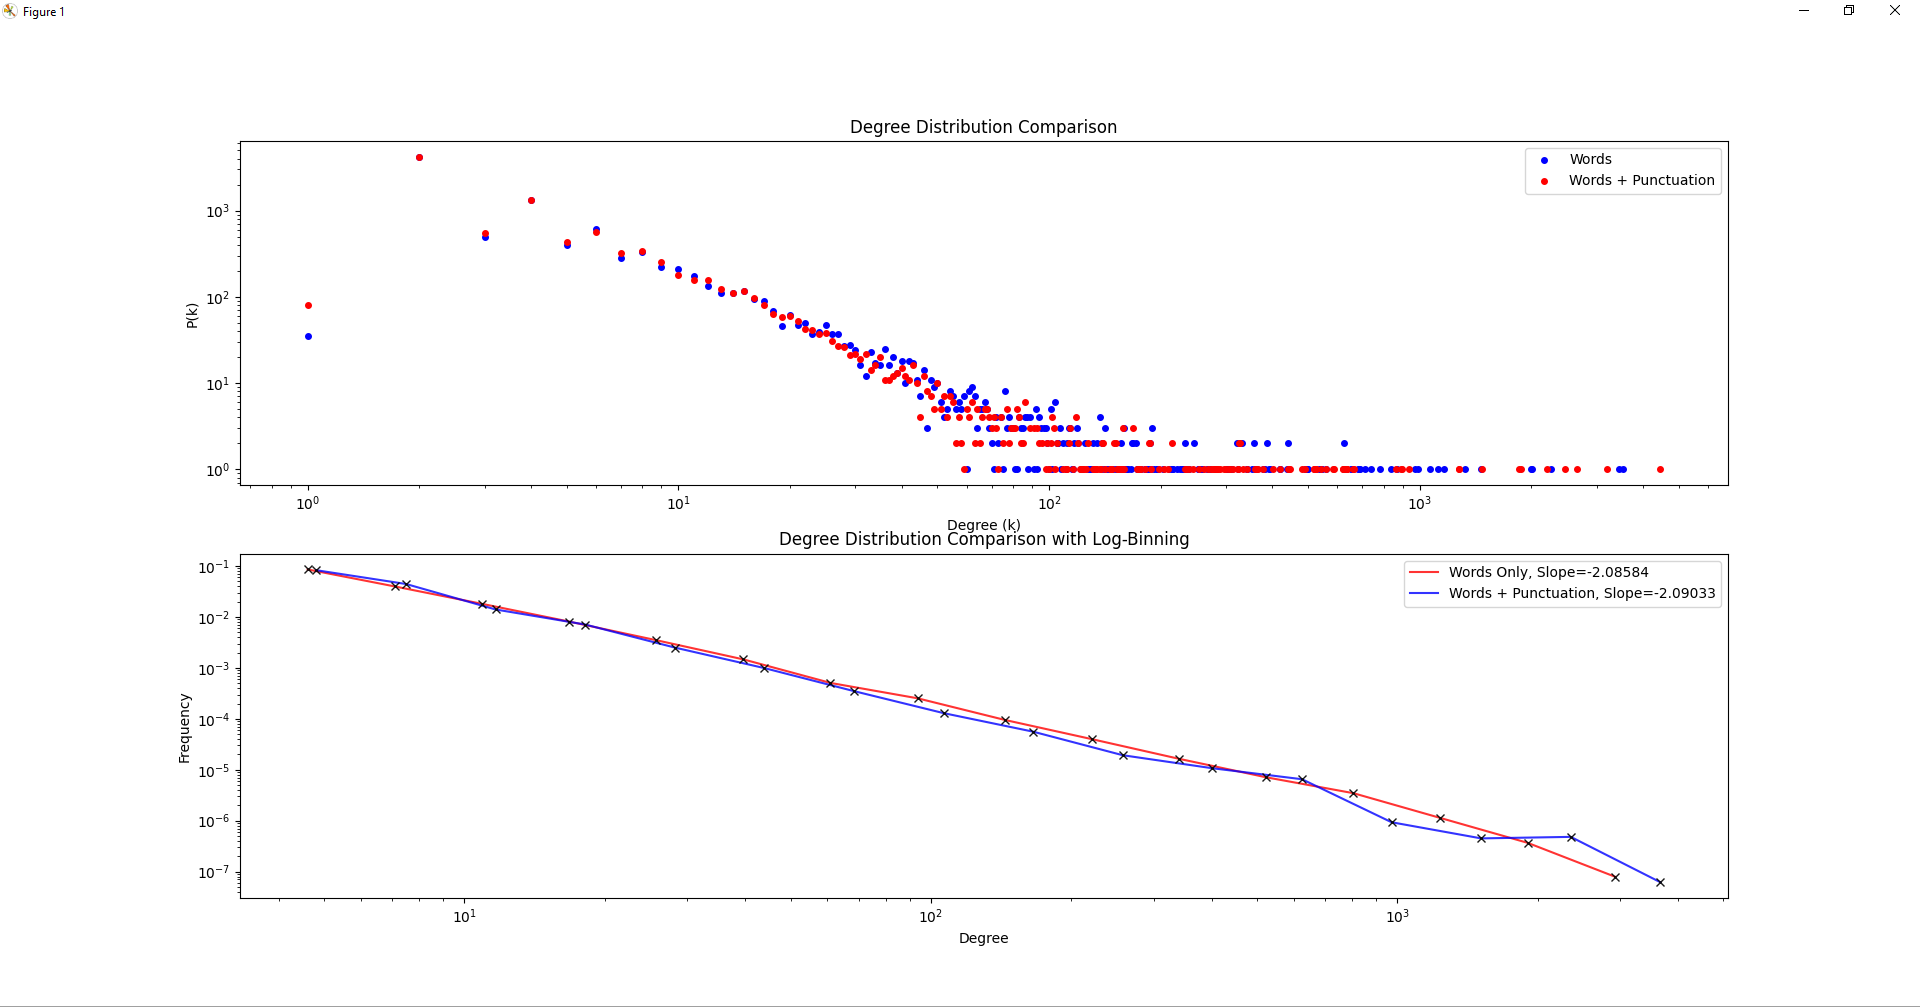 Figure 1
Degree Distribution Comparison
Words
Words + Punctuation
P(k)
10³
10²
10¹
10⁰
10⁰ 10¹ 10² 10³
Degree (k)
Degree Distribution Comparison with Log-Binning
Words Only, Slope=-2.08584
Words + Punctuation, Slope=-2.09033
Frequency
10⁻¹
10⁻²
10⁻³
10⁻⁴
10⁻⁵
10⁻⁶
10⁻⁷
10¹ 10² 10³
Degree